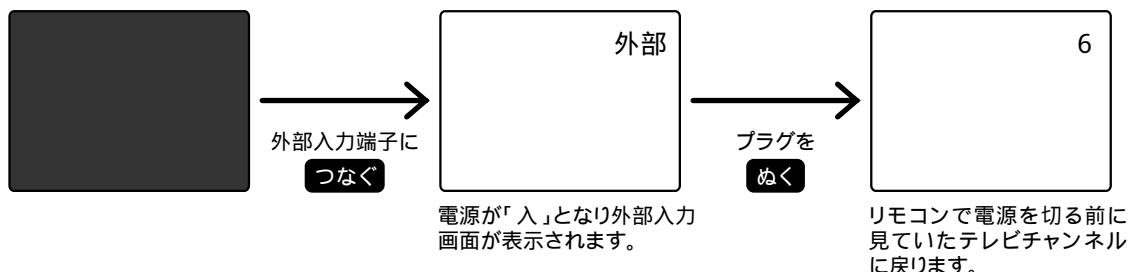 外部
6
外部入力端子に
つなぐ
プラグを
ぬく
電源が「入」となり外部入力
画面が表示されます。
リモコンで電源を切る前に
見ていたテレビチャンネル
に戻ります。